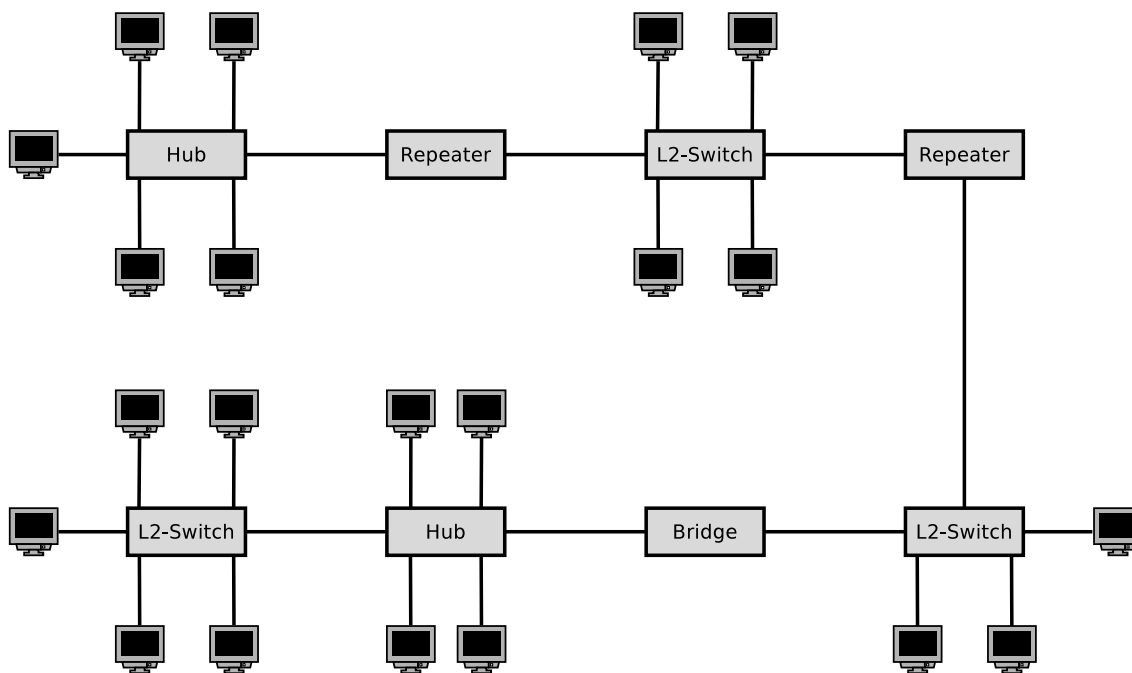 Hub
Repeater
L2-Switch
Repeater
L2-Switch
Hub
Bridge
L2-Switch